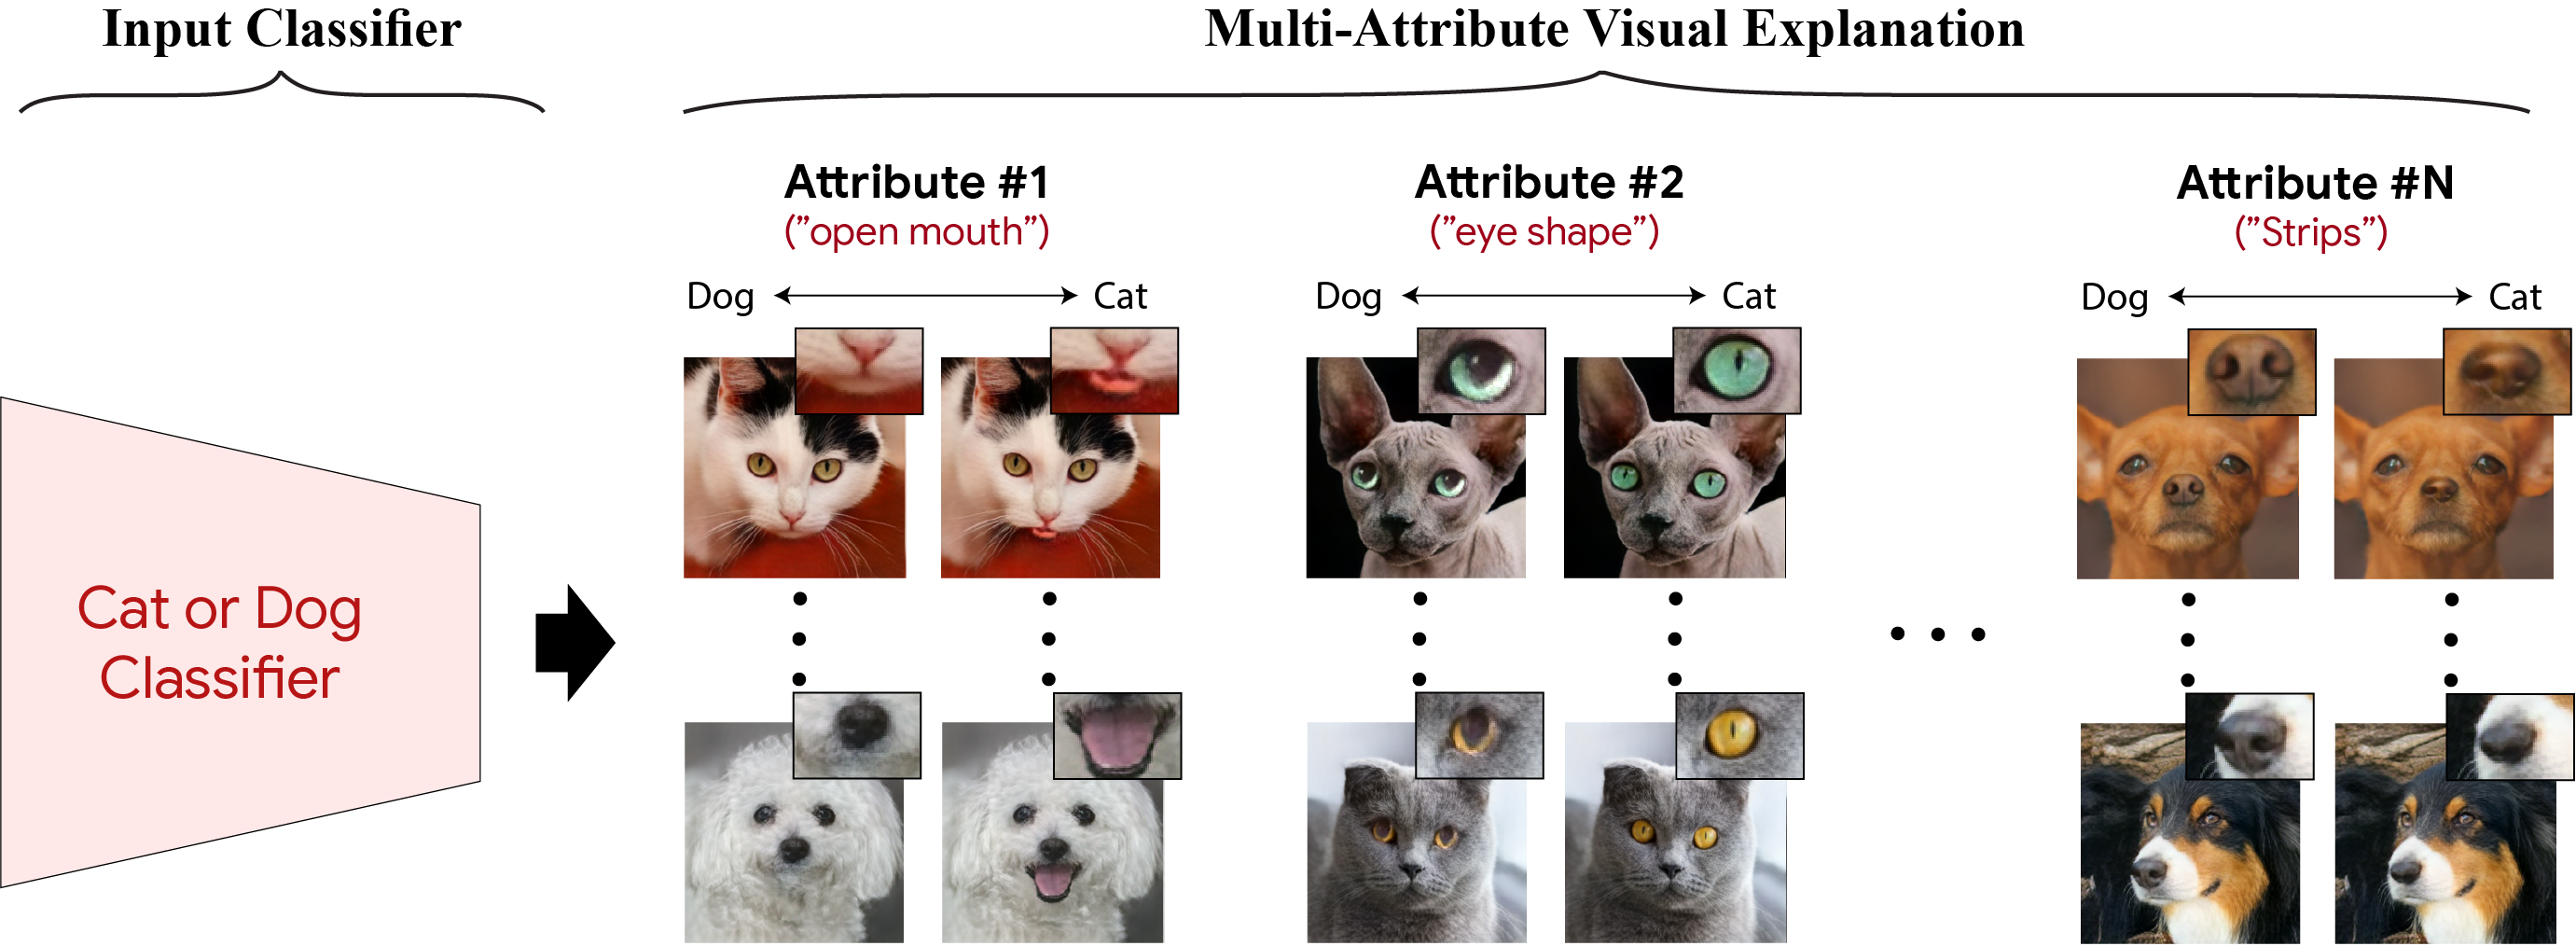 Input Classifier
Multi-Attribute Visual Explanation
Attribute #1
(”open mouth”)
Attribute #2
(”eye shape”)
Attribute #N
(”Strips”)
Dog
Cat
Dog
Cat
Dog
Cat
Cat or Dog
Classifier